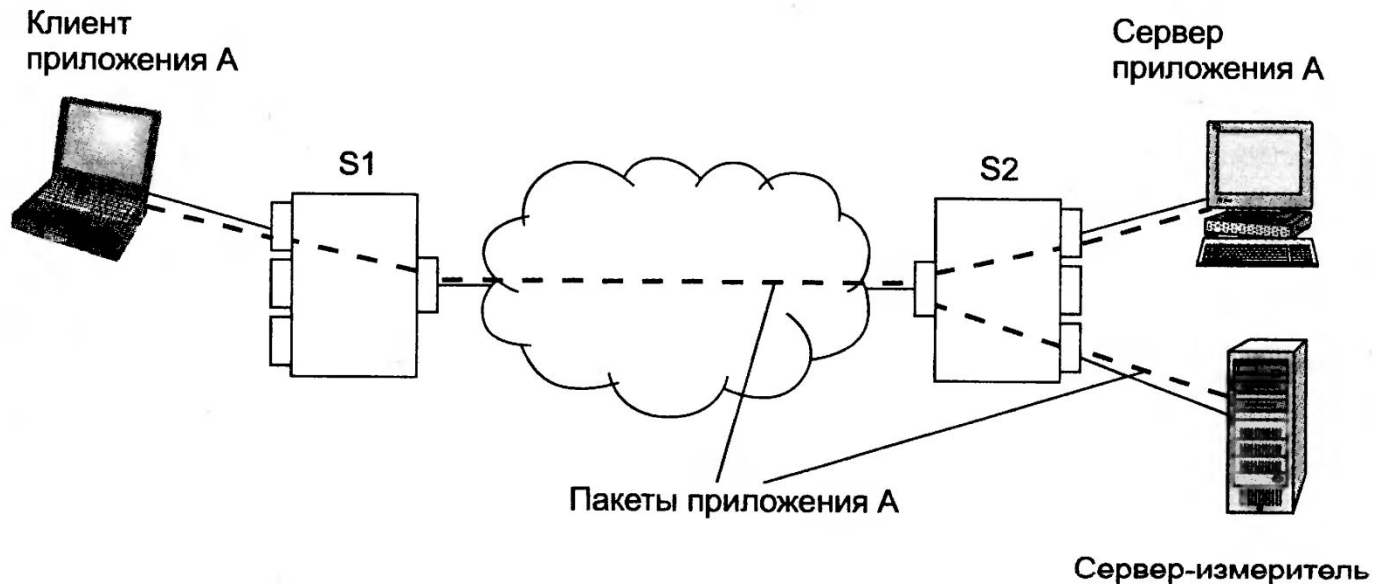 Клиент
приложения А
Сервер
приложения А
S1
S2
Пакеты приложения А
Сервер-измеритель